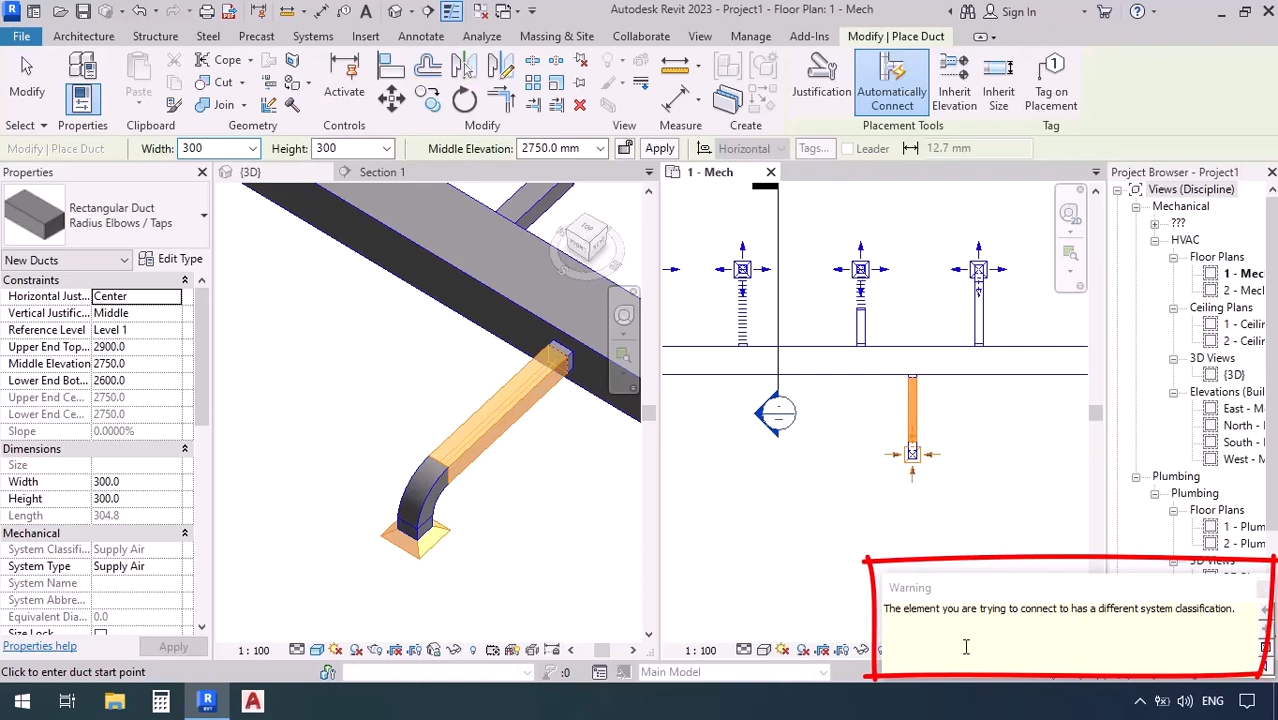 Autodesk Revit 2023 - Project1 - Floor Plan: 1 - Mech
Sign In
File
Architecture
Structure
Steel
Precast
Systems
Insert
Annotate
Analyze
Massing & Site
Collaborate
View
Manage
Add-Ins
Modify | Place Duct
Modify
Paste
Cope
Cut
Join
Activate
Justification
Automatically
Connect
Inherit
Elevation
Inherit
Size
Tag on
Placement
Select
Properties
Clipboard
Geometry
Controls
Modify
View
Measure
Create
Placement Tools
Tag
Modify | Place Duct
Width:
300
Height:
300
Middle Elevation:
2750.0 mm
Apply
Horizontal
Tags...
Leader
12.7 mm
Properties
{3D}
Section 1
1 - Mech
Project Browser - Project1
Rectangular Duct
Radius Elbows / Taps
New Ducts
Edit Type
Constraints
Horizontal Just...
Center
Vertical Justific...
Middle
Reference Level
Level 1
Upper End Top...
2900.0
Middle Elevation
2750.0
Lower End Bot...
2600.0
Upper End Ce...
2750.0
Lower End Ce...
2750.0
Slope
0.0000%
Dimensions
Size
Width
300.0
Height
300.0
Length
304.8
Mechanical
System Classifi...
Supply Air
System Type
Supply Air
System Name
System Abbre...
Equivalent Dia...
0.0
Size Lock
Properties help
Apply
TOP
Views (Discipline)
Mechanical
???
HVAC
Floor Plans
1 - Mec
2 - Mec
Ceiling Plans
1 - Ceilir
2 - Ceilir
3D Views
{3D}
Elevations (Buil
East - M
North -
South -
West - M
Plumbing
Plumbing
Floor Plans
1 - Plum
2 - Plum
3D Views
Warning
The element you are trying to connect to has a different system classification.
1 : 100
1 : 100
Click to enter duct start point
:0
Main Model
ENG